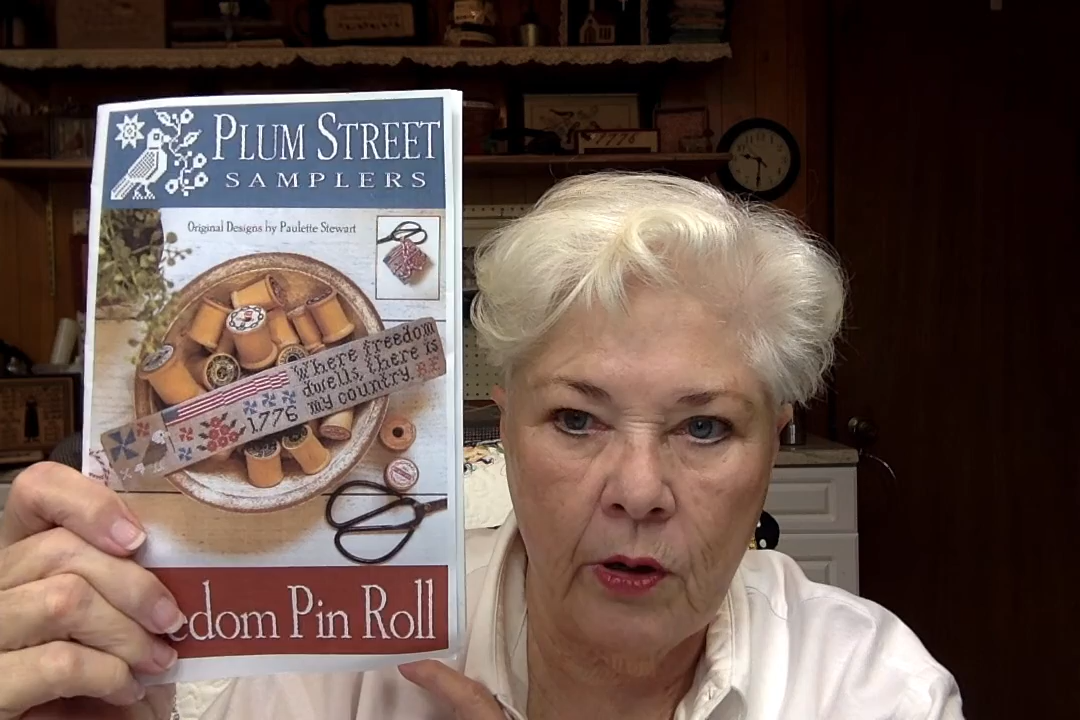 PLUM STREET
SAMPLERS
Original Designs by Paulette Stewart
Where freedom
dwells, there is
my country.
1776
edom Pin Roll
1776